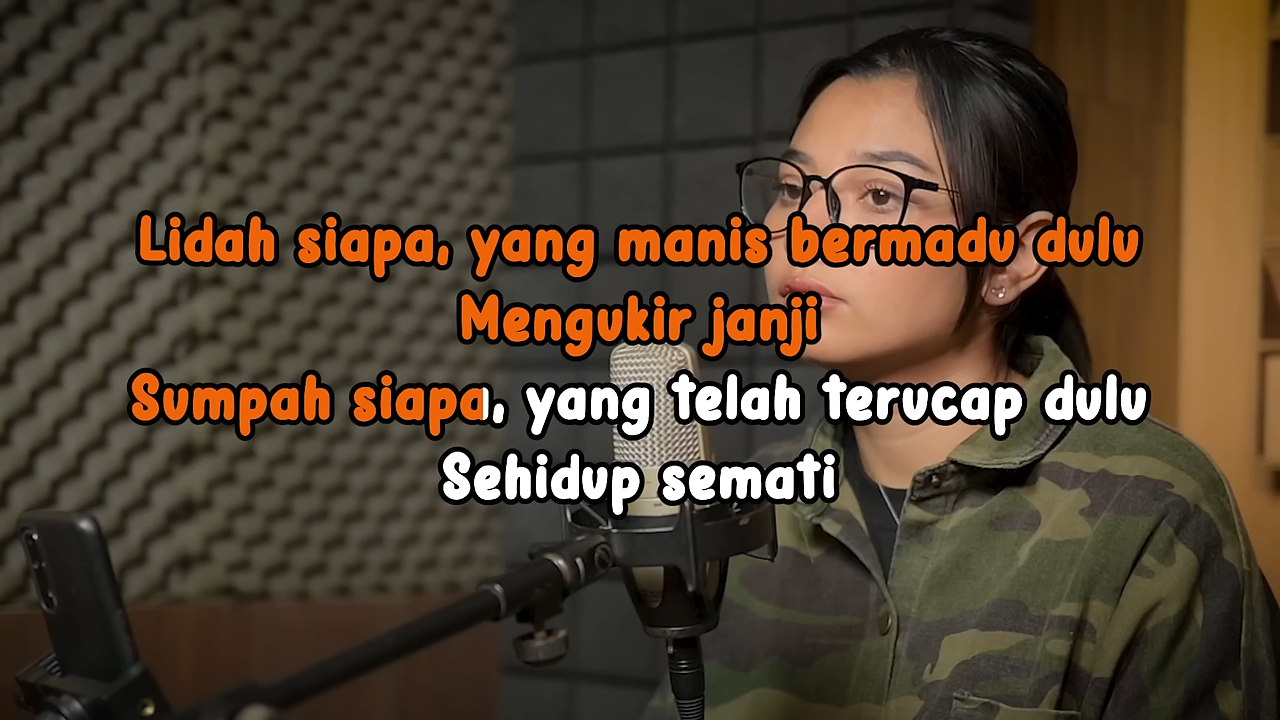 Lidah siapa, yang manis bermadu dulu
Mengukir janji
Sumpah siapa, yang telah terucap dulu
Sehidup semati